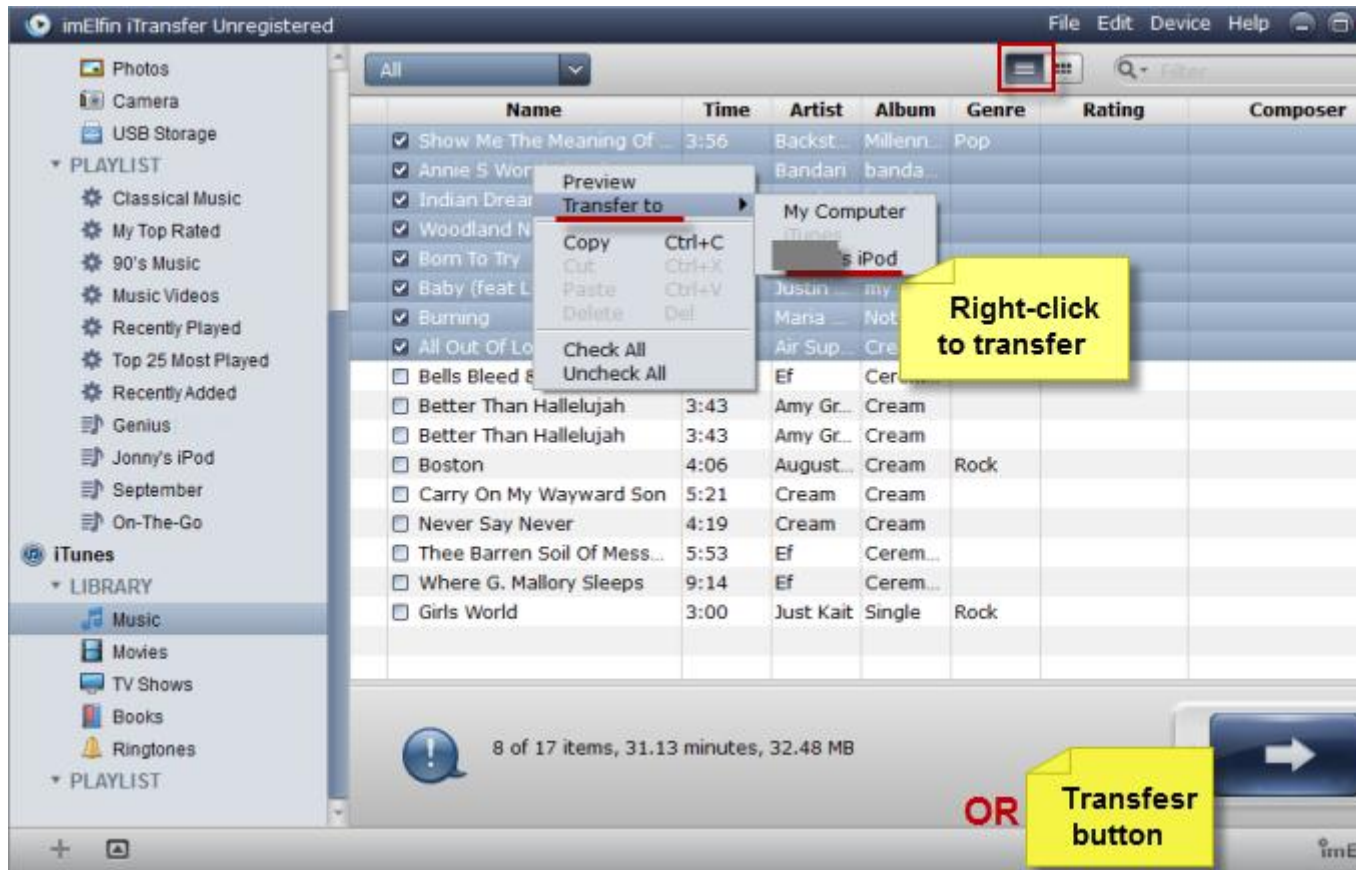 imElfin iTransfer Unregistered
File Edit Device Help
Photos
Camera
USB Storage
PLAYLIST
Classical Music
My Top Rated
90's Music
Music Videos
Recently Played
Top 25 Most Played
Recently Added
Genius
Jonny's iPod
September
On-The-Go
iTunes
LIBRARY
Music
Movies
TV Shows
Books
Ringtones
PLAYLIST
All
Filter
Name Time Artist Album Genre Rating Composer
Show Me The Meaning Of ... 3:56 Backst... Millenn... Pop
Annie S Wor Bandari banda...
Indian Drea
Woodland N
Born To Try
Baby (feat L Justin my
Burning Maria ... Not
All Out Of Lo Air Sup... Cre
Bells Bleed & Ef Cer
Better Than Hallelujah 3:43 Amy Gr... Cream
Better Than Hallelujah 3:43 Amy Gr... Cream
Boston 4:06 August... Cream Rock
Carry On My Wayward Son 5:21 Cream Cream
Never Say Never 4:19 Cream Cream
Thee Barren Soil Of Mess... 5:53 Ef Cerem...
Where G. Mallory Sleeps 9:14 Ef Cerem...
Girls World 3:00 Just Kait Single Rock
Preview
Transfer to
Copy Ctrl+C
Cut Ctrl+X
Paste Ctrl+V
Delete Del
Check All
Uncheck All
My Computer
iTunes
's iPod
Right-click
to transfer
8 of 17 items, 31.13 minutes, 32.48 MB
OR
Transfesr
button
imE